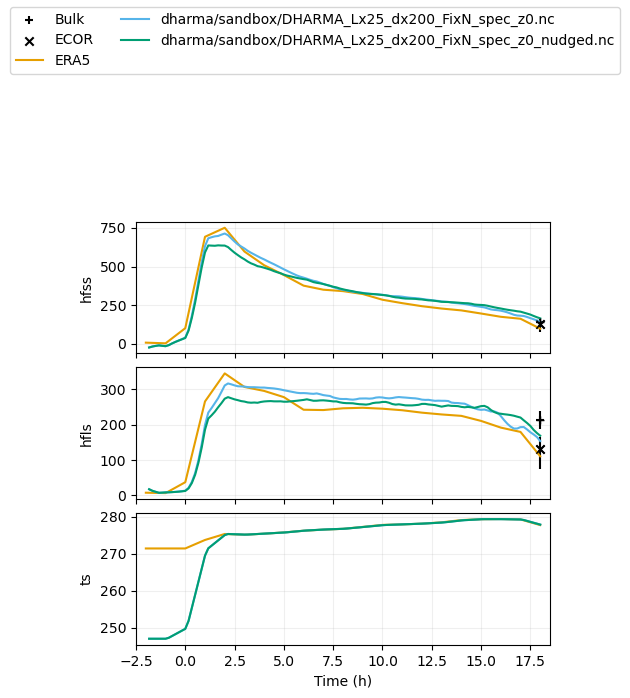 Bulk
ECOR
ERA5
dharma/sandbox/DHARMA_Lx25_dx200_FixN_spec_z0.nc
dharma/sandbox/DHARMA_Lx25_dx200_FixN_spec_z0_nudged.nc
750
500
250
0
hfss
300
200
100
0
hfls
280
270
260
250
ts
−2.5 0.0 2.5 5.0 7.5 10.0 12.5 15.0 17.5
Time (h)